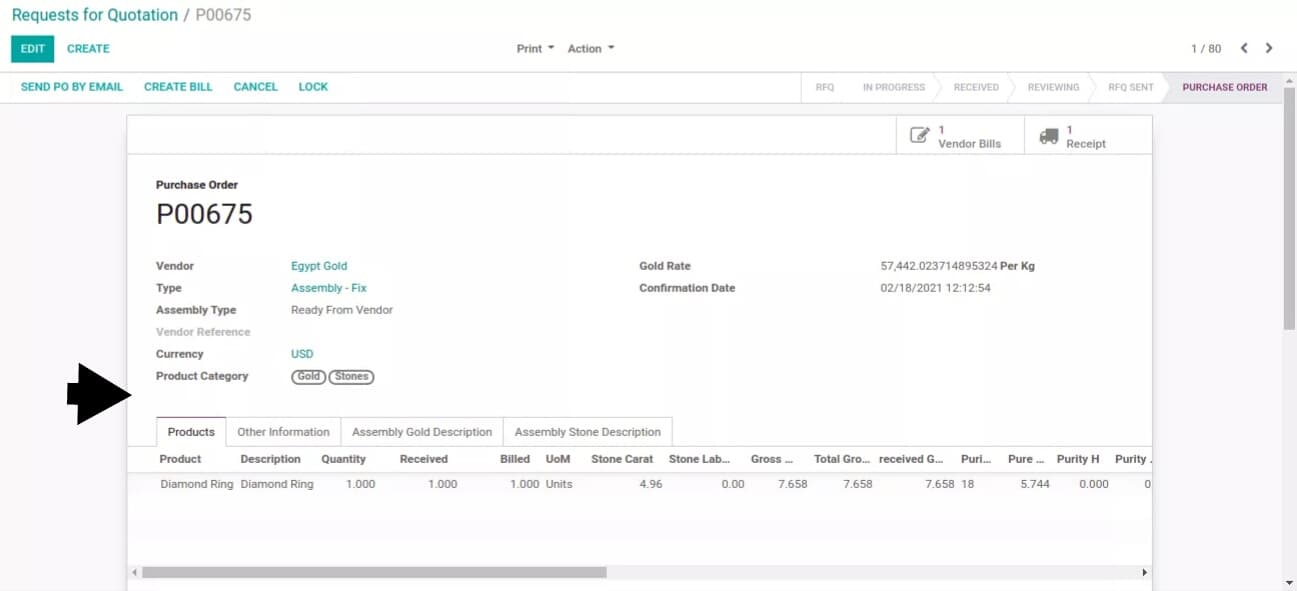 Requests for Quotation / P00675
EDIT CREATE Print Action 1 / 80
SEND PO BY EMAIL CREATE BILL CANCEL LOCK RFQ IN PROGRESS RECEIVED REVIEWING RFQ SENT PURCHASE ORDER
1 Vendor Bills 1 Receipt
Purchase Order
P00675
Vendor Egypt Gold Gold Rate 57,442.023714895324 Per Kg
Type Assembly - Fix Confirmation Date 02/18/2021 12:12:54
Assembly Type Ready From Vendor
Vendor Reference
Currency USD
Product Category Gold Stones
Products Other Information Assembly Gold Description Assembly Stone Description
Product Description Quantity Received Billed UoM Stone Carat Stone Lab... Gross ... Total Gro... received G... Puri... Pure ... Purity H Purity .
Diamond Ring Diamond Ring 1.000 1.000 1.000 Units 4.96 0.00 7.658 7.658 7.658 18 5.744 0.000 0